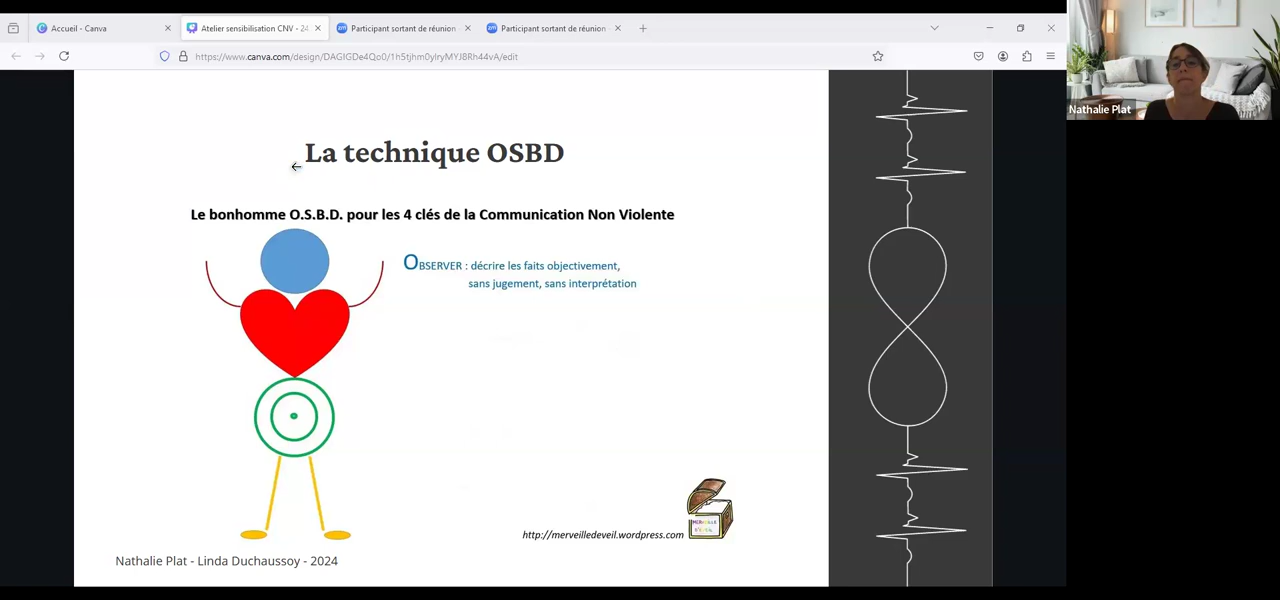 Accueil - Canva
Atelier sensibilisation CNV - 24
Participant sortant de réunion
Participant sortant de réunion
https://www.canva.com/design/DAGIGDe4Qo0/1h5tjhm0yIryMYJ8Rh44vA/edit
Nathalie Plat
La technique OSBD
Le bonhomme O.S.B.D. pour les 4 clés de la Communication Non Violente
OBSERVER : décrire les faits objectivement,
sans jugement, sans interprétation
http://merveilledeveil.wordpress.com
Nathalie Plat - Linda Duchaussoy - 2024